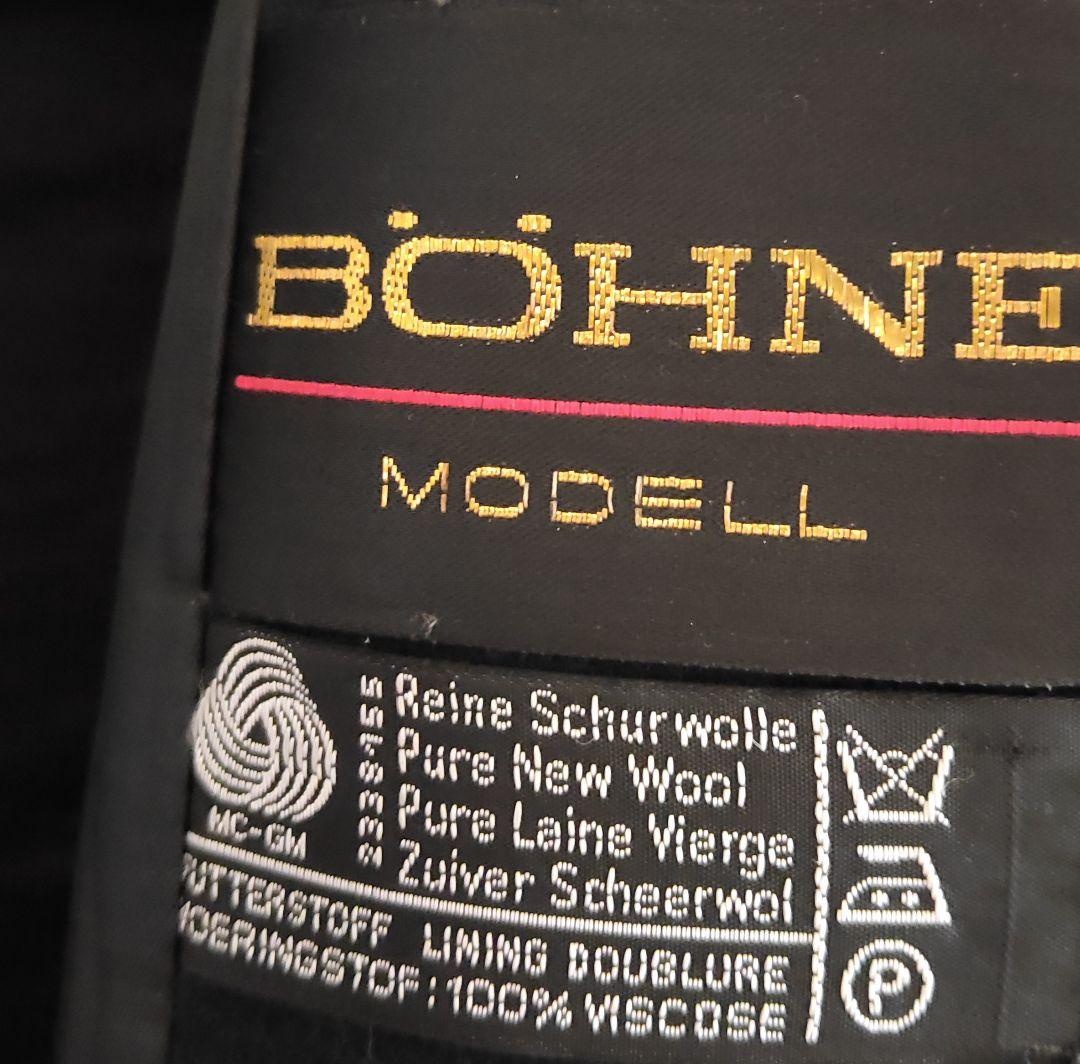 BÖHNE
MODELL
Reine Schurwolle
Pure New Wool
Pure Laine Vierge
Zuiver Scheerwol
MC-GM
UTTERSTOFF LINING DOUBLURE
OERINGSTOF:100% VISCOSE
P